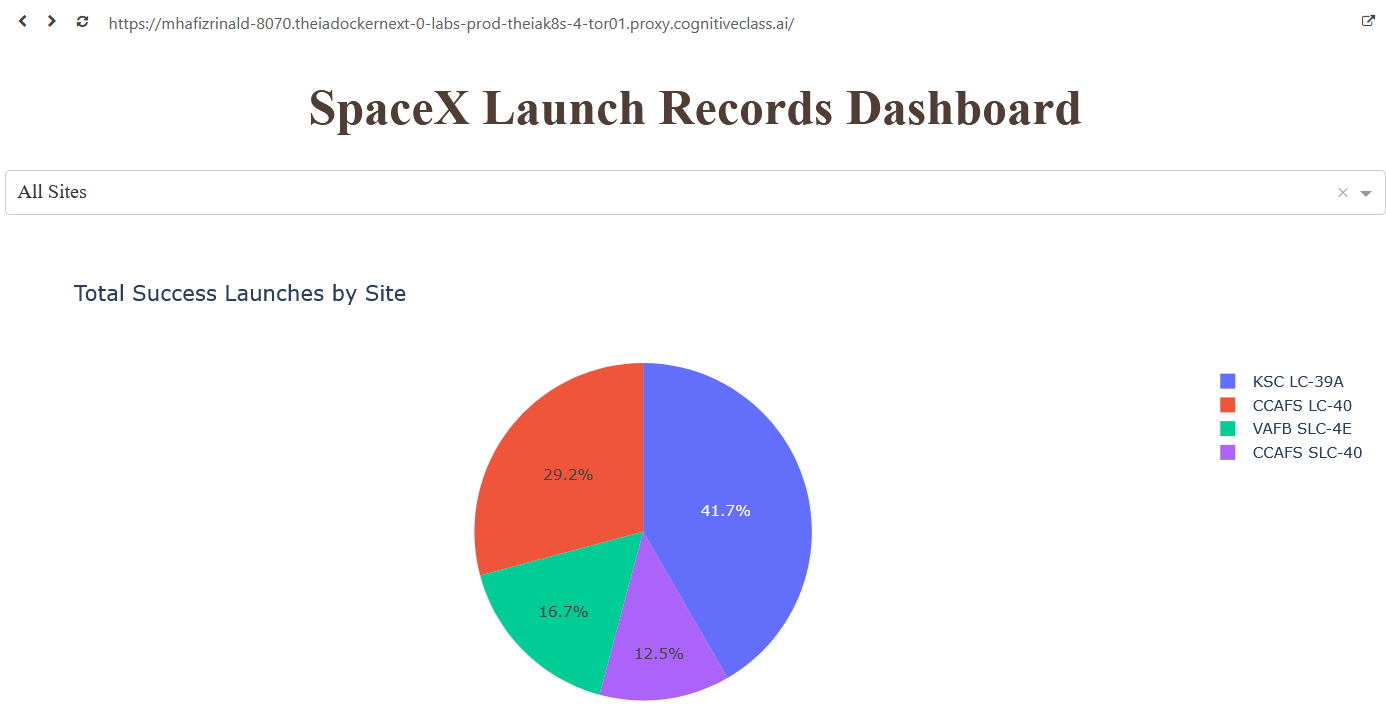 https://mhafizrinald-8070.theiadockernext-0-labs-prod-theiak8s-4-tor01.proxy.cognitiveclass.ai/
SpaceX Launch Records Dashboard
All Sites
Total Success Launches by Site
KSC LC-39A
CCAFS LC-40
VAFB SLC-4E
CCAFS SLC-40
29.2%
41.7%
16.7%
12.5%